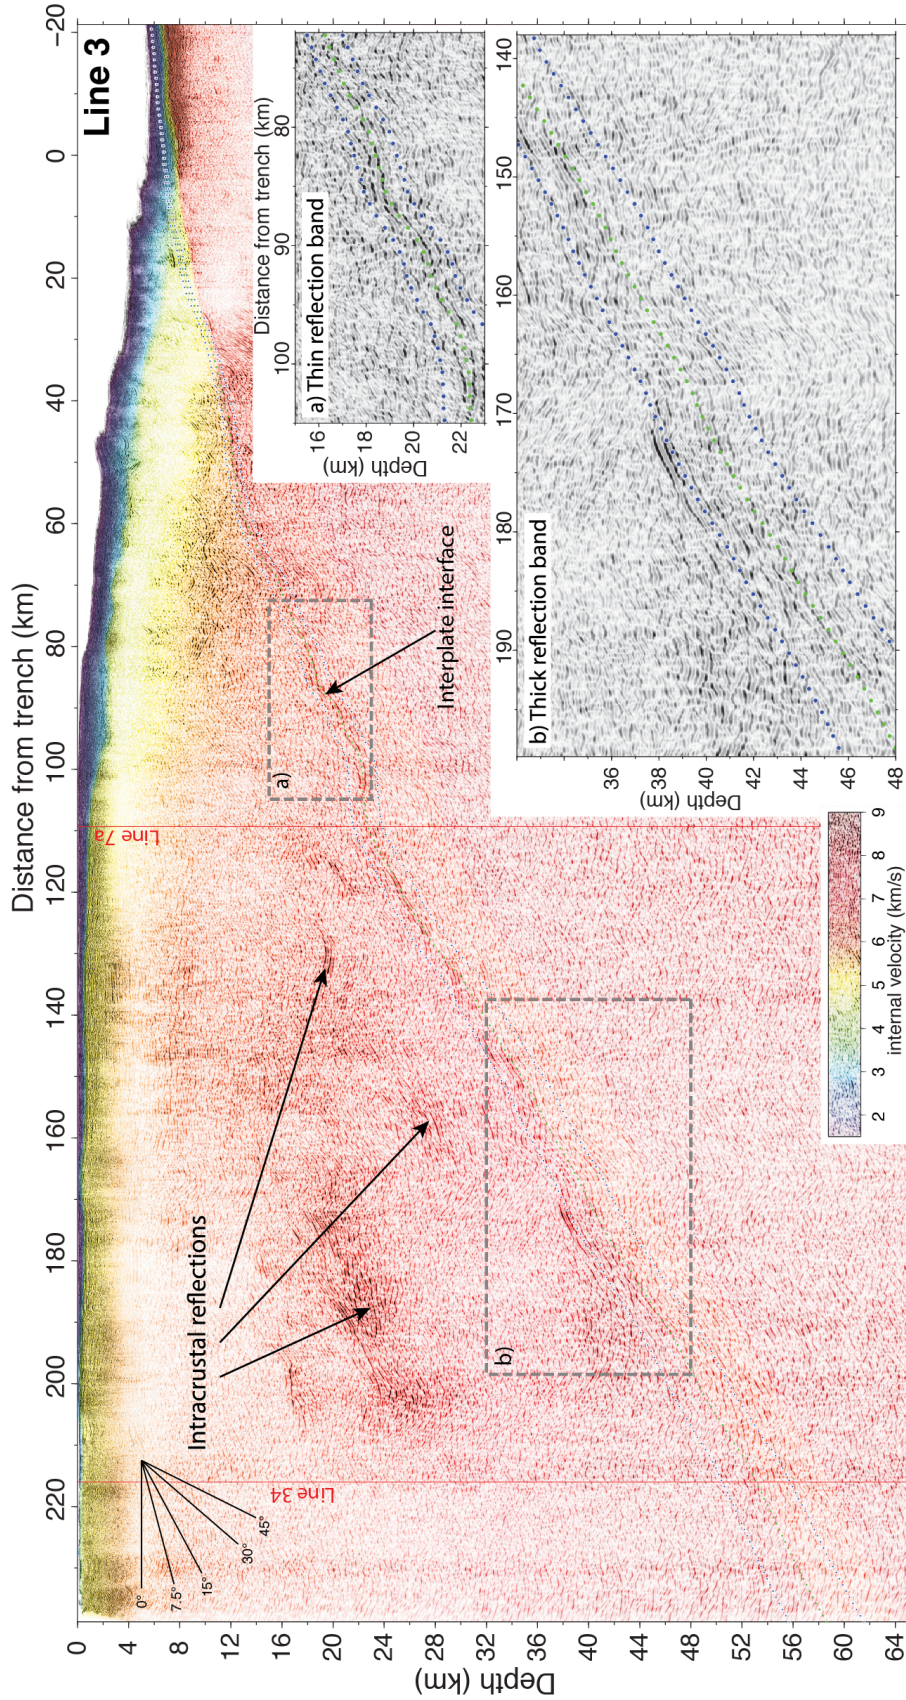 Line 3
Distance from trench (km)
220 200 180 160 140 120 100 80 60 40 20 0 −20
Depth (km)
0
4
8
12
16
20
24
28
32
36
40
44
48
52
56
60
64
0°
7.5°
15°
30°
45°
Line 34
Line 7a
Intracrustal reflections
Interplate interface
a)
b)
a) Thin reflection band
Distance from trench (km)
100 90 80
Depth (km)
16
18
20
22
b) Thick reflection band
190 180 170 160 150 140
Depth (km)
36
38
40
42
44
46
48
2 3 4 5 6 7 8 9
internal velocity (km/s)